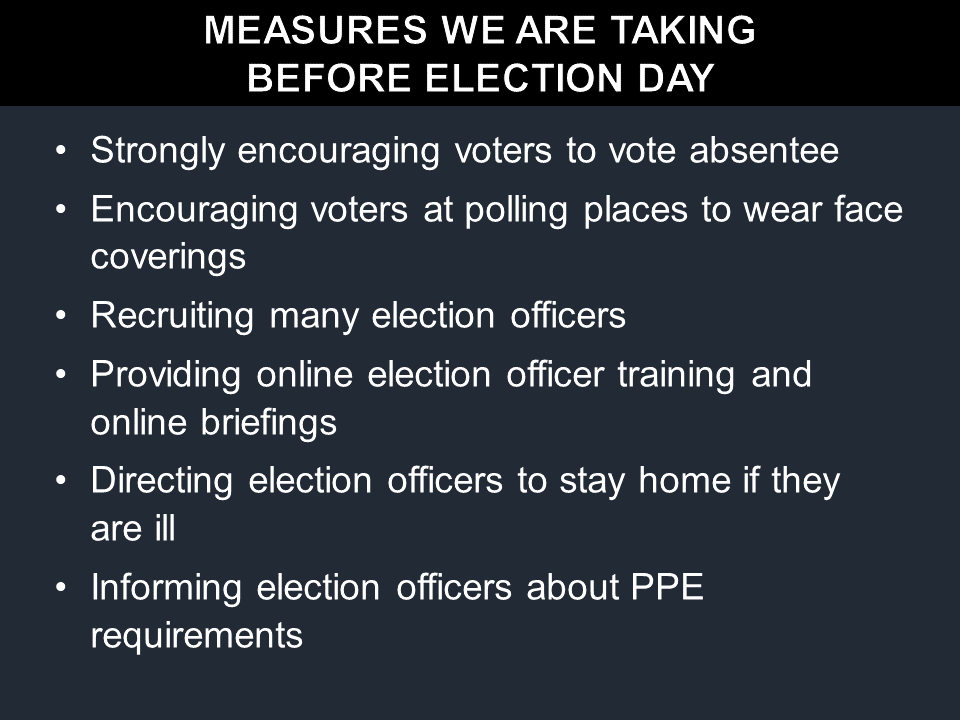 MEASURES WE ARE TAKING
BEFORE ELECTION DAY
• Strongly encouraging voters to vote absentee
• Encouraging voters at polling places to wear face
coverings
• Recruiting many election officers
• Providing online election officer training and
online briefings
• Directing election officers to stay home if they
are ill
• Informing election officers about PPE
requirements